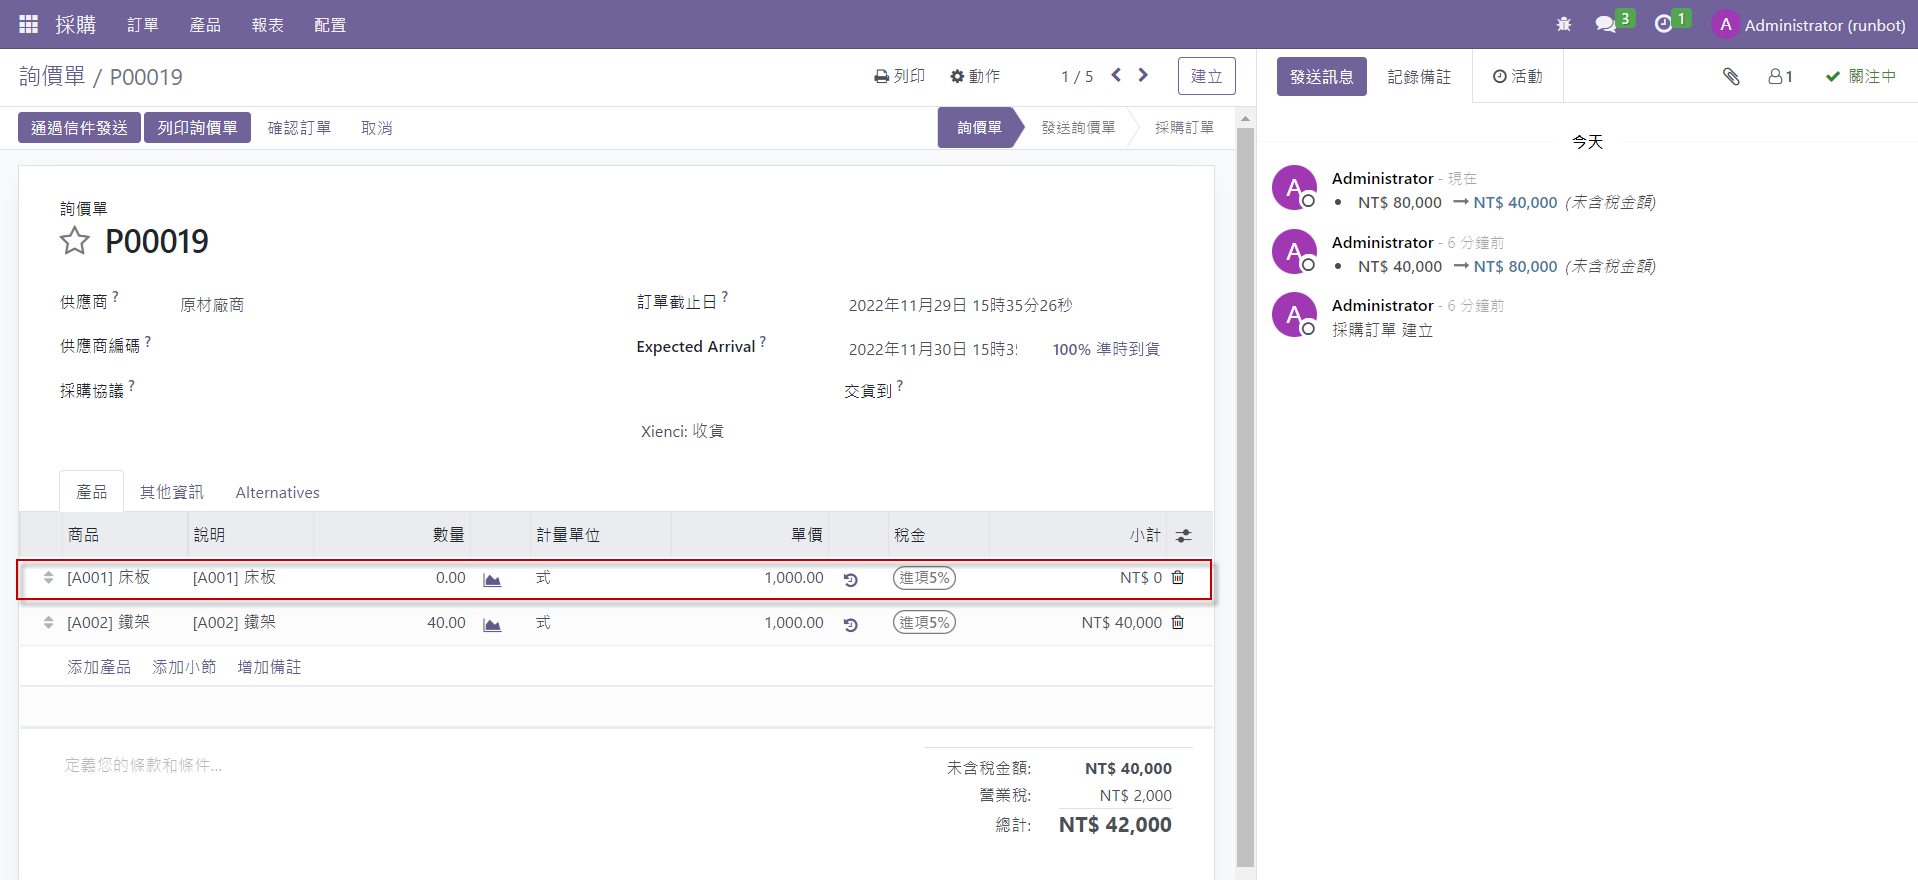 採購 訂單 產品 報表 配置 3 1 A Administrator (runbot)
詢價單 / P00019 列印 動作 1 / 5 建立
發送訊息 記錄備註 活動 1 關注中
通過信件發送 列印詢價單 確認訂單 取消 詢價單 發送詢價單 採購訂單
今天
A Administrator - 現在
• NT$ 80,000 → NT$ 40,000 (未含稅金額)
A Administrator - 6 分鐘前
• NT$ 40,000 → NT$ 80,000 (未含稅金額)
A Administrator - 6 分鐘前
採購訂單 建立
詢價單
P00019
供應商 ? 原材廠商 訂單截止日 ? 2022年11月29日 15時35分26秒
供應商編碼 ? Expected Arrival ? 2022年11月30日 15時35 100% 準時到貨
採購協議 ? 交貨到 ?
Xienci: 收貨
產品 其他資訊 Alternatives
商品 說明 數量 計量單位 單價 稅金 小計
[A001] 床板 [A001] 床板 0.00 式 1,000.00 進項5% NT$ 0
[A002] 鐵架 [A002] 鐵架 40.00 式 1,000.00 進項5% NT$ 40,000
添加產品 添加小節 增加備註
定義您的條款和條件...
未含稅金額: NT$ 40,000
營業稅: NT$ 2,000
總計: NT$ 42,000